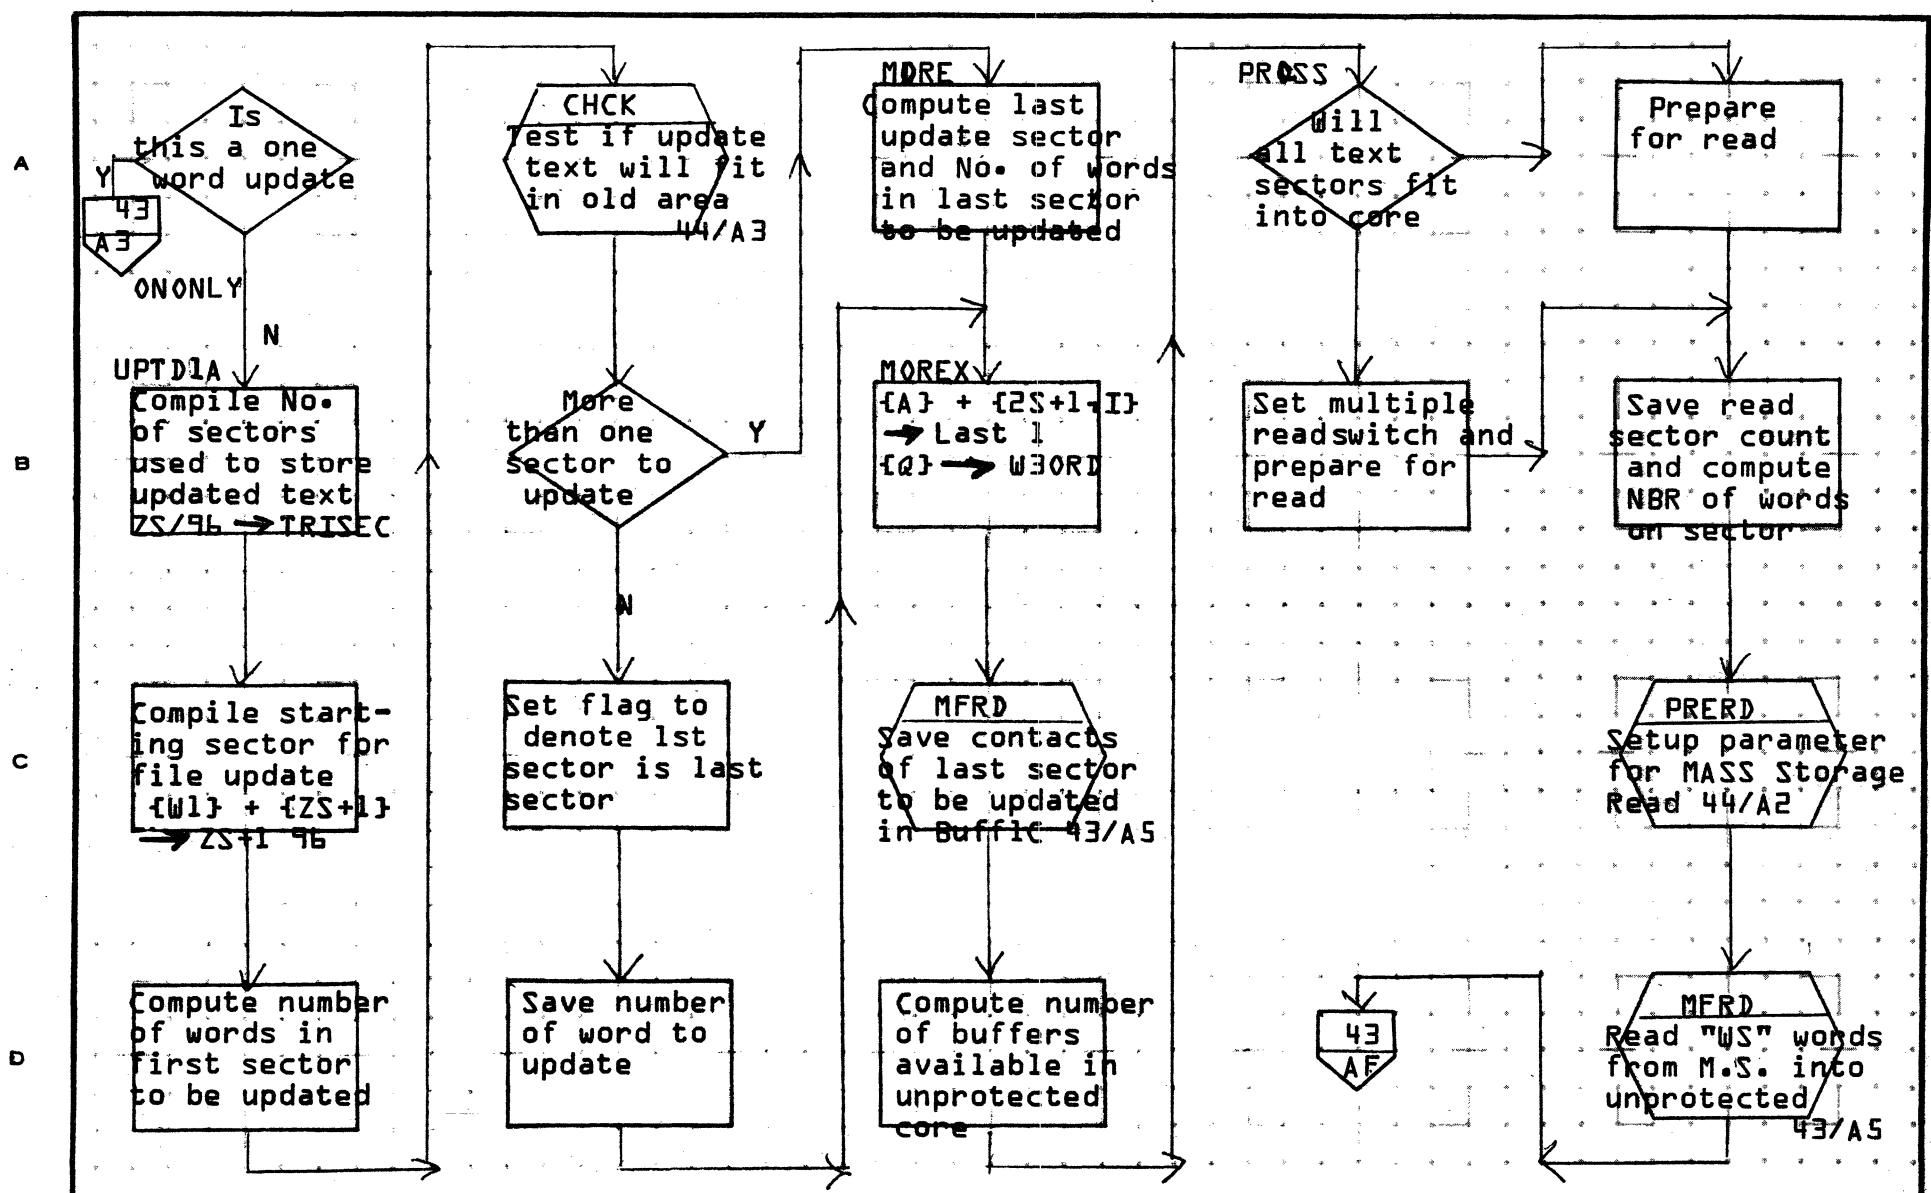 A
B
C
D
Is
this a one
word update
Y
43
A3
ONONLY
N
UPTD1A
Compile No.
of sectors
used to store
updated text
ZS/96 → TRISEC
Compile start-
ing sector for
file update
{W1} + {ZS+1}
→ ZS+1 96
Compute number
of words in
first sector
to be updated
CHCK
Test if update
text will fit
in old area
44/A3
More
than one
sector to
update
Y
N
Set flag to
denote 1st
sector is last
sector
Save number
of word to
update
MORE
Compute last
update sector
and No. of words
in last sector
to be updated
MOREX
{A} + {2S+1-I}
→ Last 1
{Q} → W3ORD
MFRD
Save contacts
of last sector
to be updated
in Buff1C 43/A5
Compute number
of buffers
available in
unprotected
core
PROSS
Will
all text
sectors fit
into core
Set multiple
readswitch and
prepare for
read
43
AF
Prepare
for read
Save read
sector count
and compute
NBR of words
on sector
PRERD
Setup parameter
for MASS Storage
Read 44/A2
MFRD
Read "WS" words
from M.S. into
unprotected
43/A5